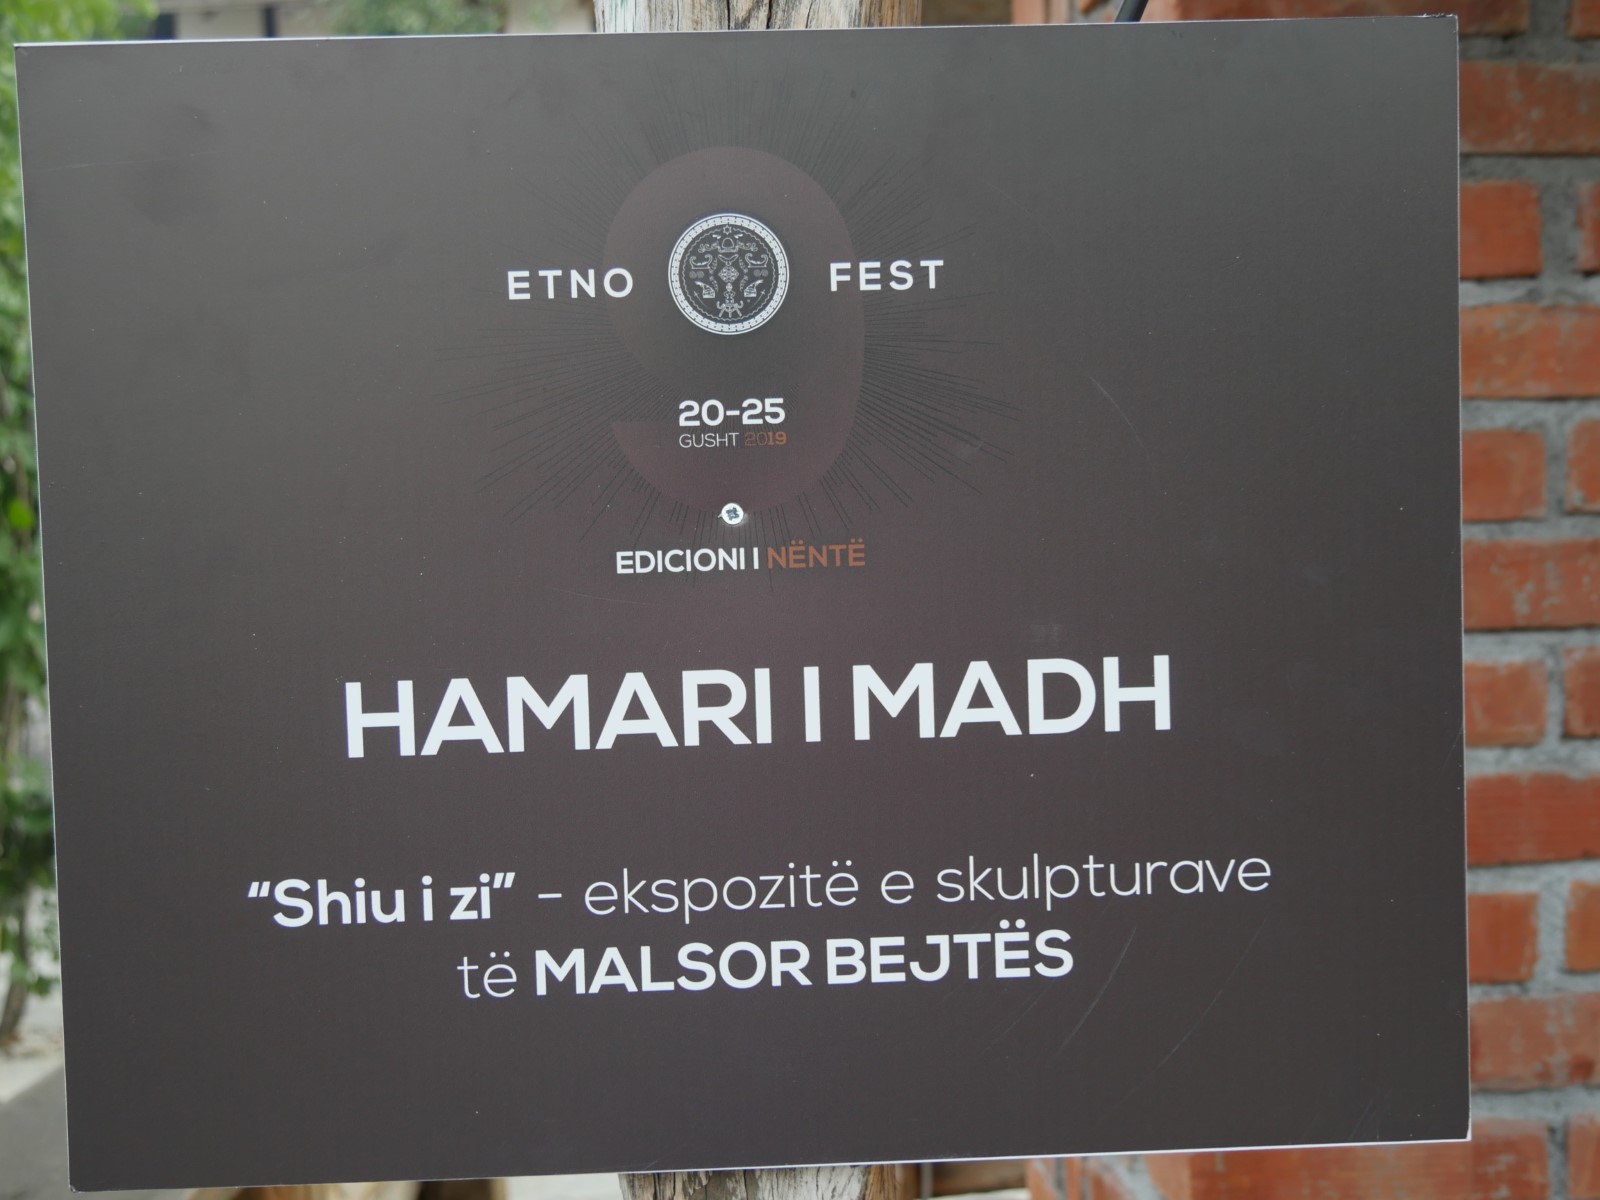 ETNO FEST
20-25
GUSHT 2019
EDICIONI I NËNTË
HAMARI I MADH
“Shiu i zi” - ekspozitë e skulpturave
të MALSOR BEJTËS